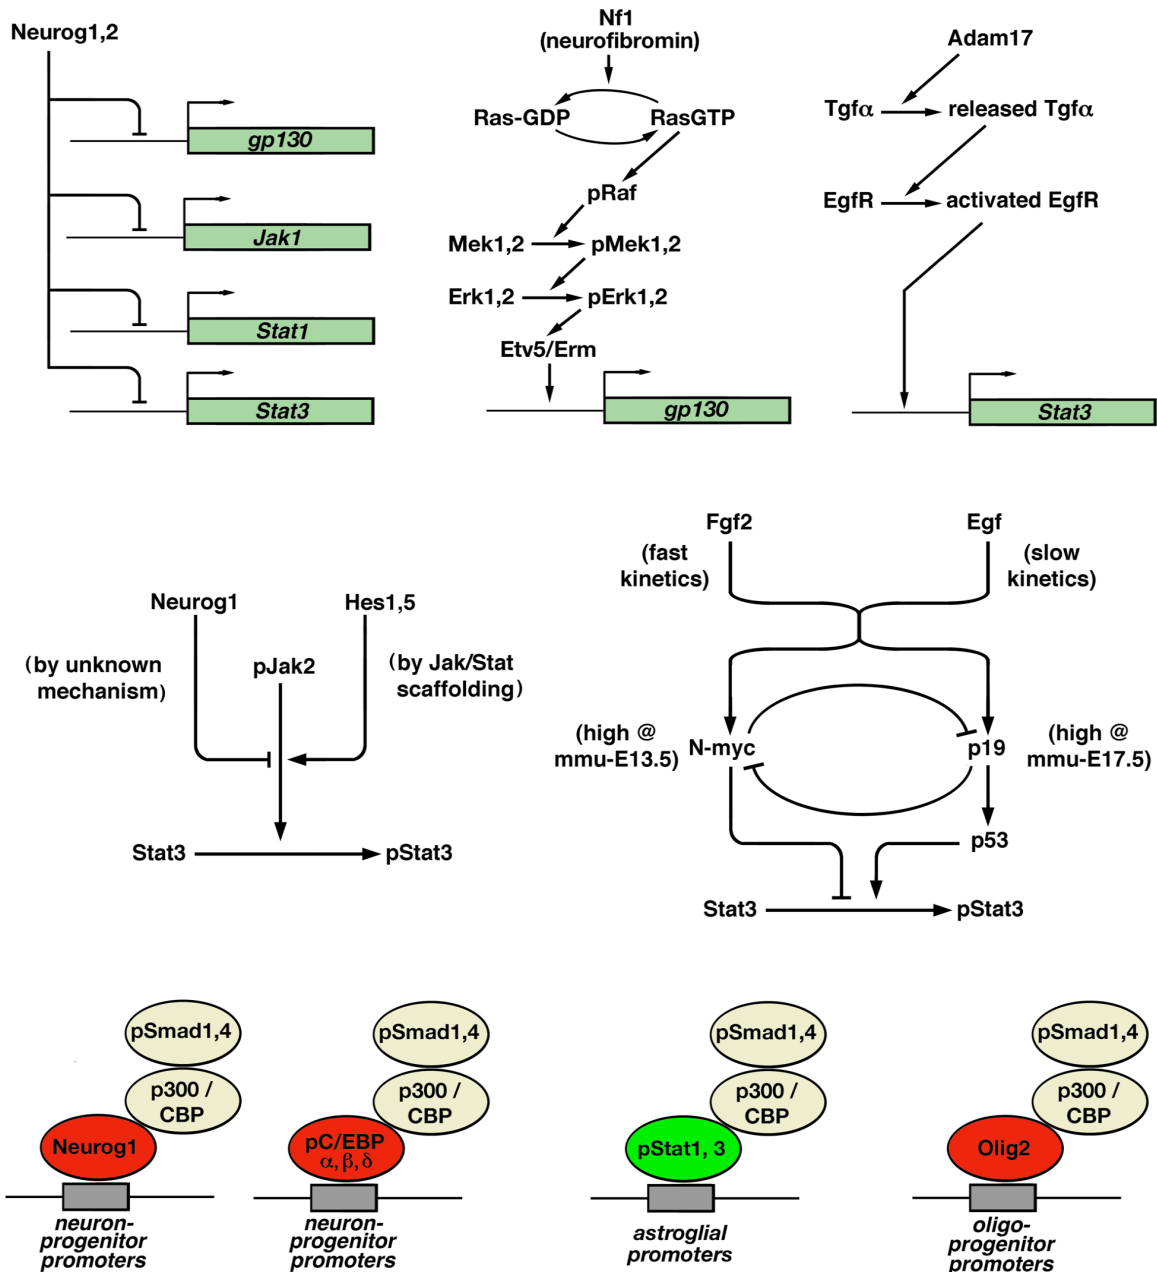 Neurog1,2
gp130
Jak1
Stat1
Stat3
Nf1
(neurofibromin)
Ras-GDP
RasGTP
pRaf
Mek1,2
pMek1,2
Erk1,2
pErk1,2
Etv5/Erm
gp130
Adam17
Tgfα
released Tgfα
EgfR
activated EgfR
Stat3
Neurog1
Hes1,5
(by unknown
mechanism)
pJak2
(by Jak/Stat
scaffolding)
Stat3
pStat3
Fgf2
Egf
(fast
kinetics)
(slow
kinetics)
(high @
mmu-E13.5)
N-myc
p19
(high @
mmu-E17.5)
p53
Stat3
pStat3
pSmad1,4
p300 /
CBP
Neurog1
neuron-
progenitor
promoters
pSmad1,4
p300 /
CBP
pC/EBP
α, β, δ
neuron-
progenitor
promoters
pSmad1,4
p300 /
CBP
pStat1, 3
astroglial
promoters
pSmad1,4
p300 /
CBP
Olig2
oligo-
progenitor
promoters